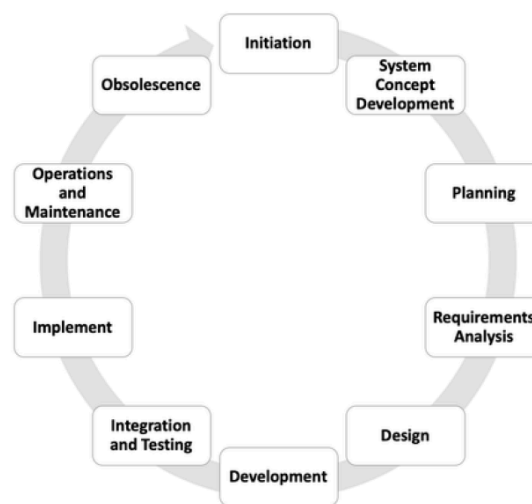 Initiation
System
Concept
Development
Planning
Requirements
Analysis
Design
Development
Integration
and Testing
Implement
Operations
and
Maintenance
Obsolescence